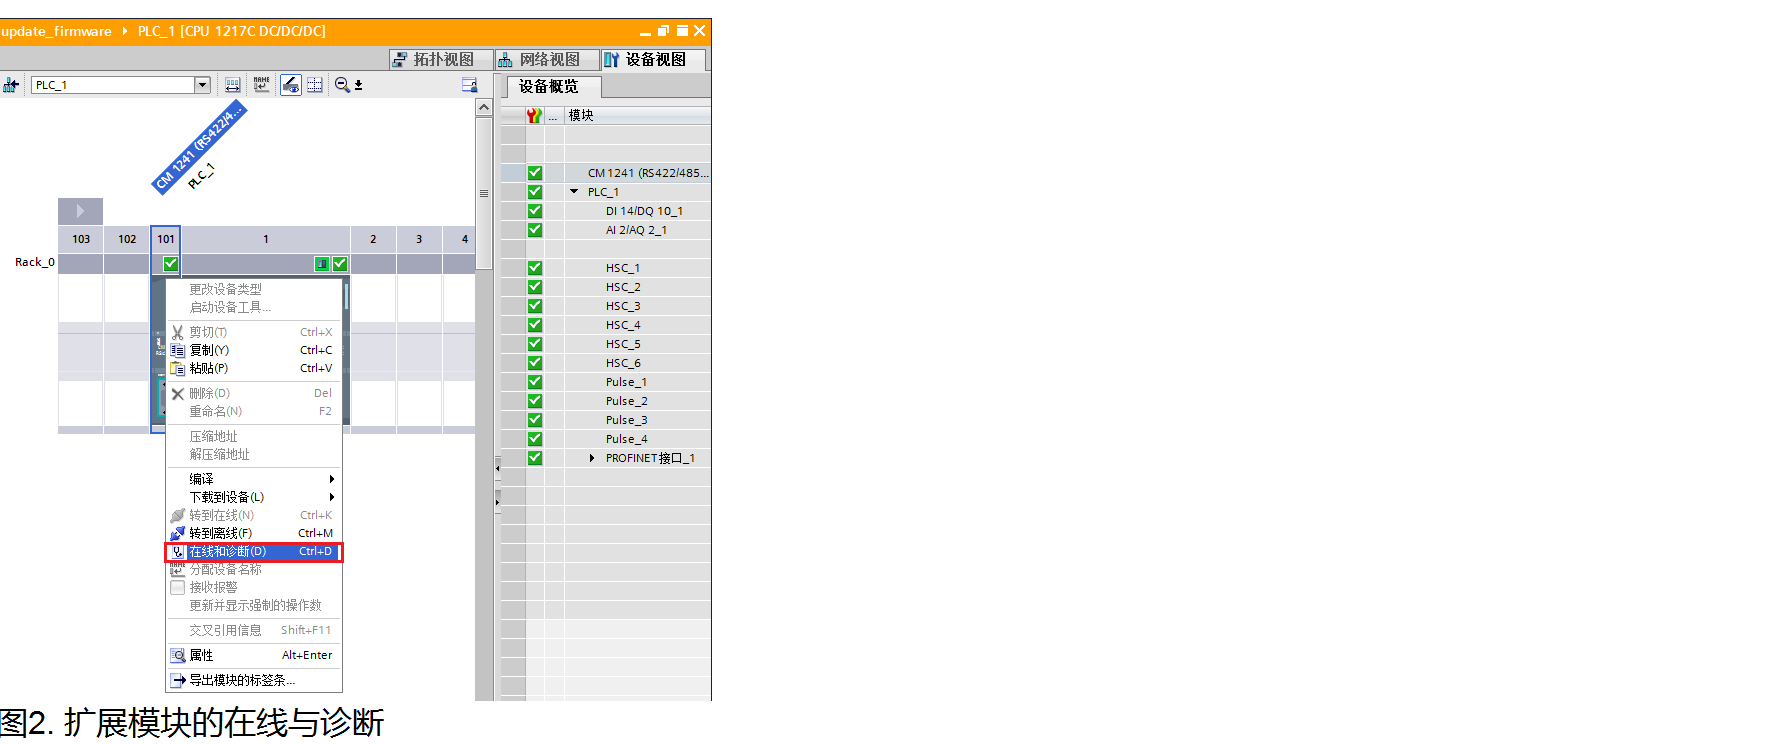 update_firmware ▸ PLC_1 [CPU 1217C DC/DC/DC]
拓扑视图 网络视图 设备视图
PLC_1
设备概览
... 模块
CM 1241 (RS422/4...
PLC_1
103 102 101 1 2 3 4
Rack_0
更改设备类型
启动设备工具...
剪切(T) Ctrl+X
复制(Y) Ctrl+C
粘贴(P) Ctrl+V
删除(D) Del
重命名(N) F2
压缩地址
解压缩地址
编译
下载到设备(L)
转到在线(N) Ctrl+K
转到离线(F) Ctrl+M
在线和诊断(D) Ctrl+D
分配设备名称
接收报警
更新并显示强制的操作数
交叉引用信息 Shift+F11
属性 Alt+Enter
导出模块的标签条...
CM 1241 (RS422/485...
PLC_1
DI 14/DQ 10_1
AI 2/AQ 2_1
HSC_1
HSC_2
HSC_3
HSC_4
HSC_5
HSC_6
Pulse_1
Pulse_2
Pulse_3
Pulse_4
PROFINET接口_1
图2. 扩展模块的在线与诊断